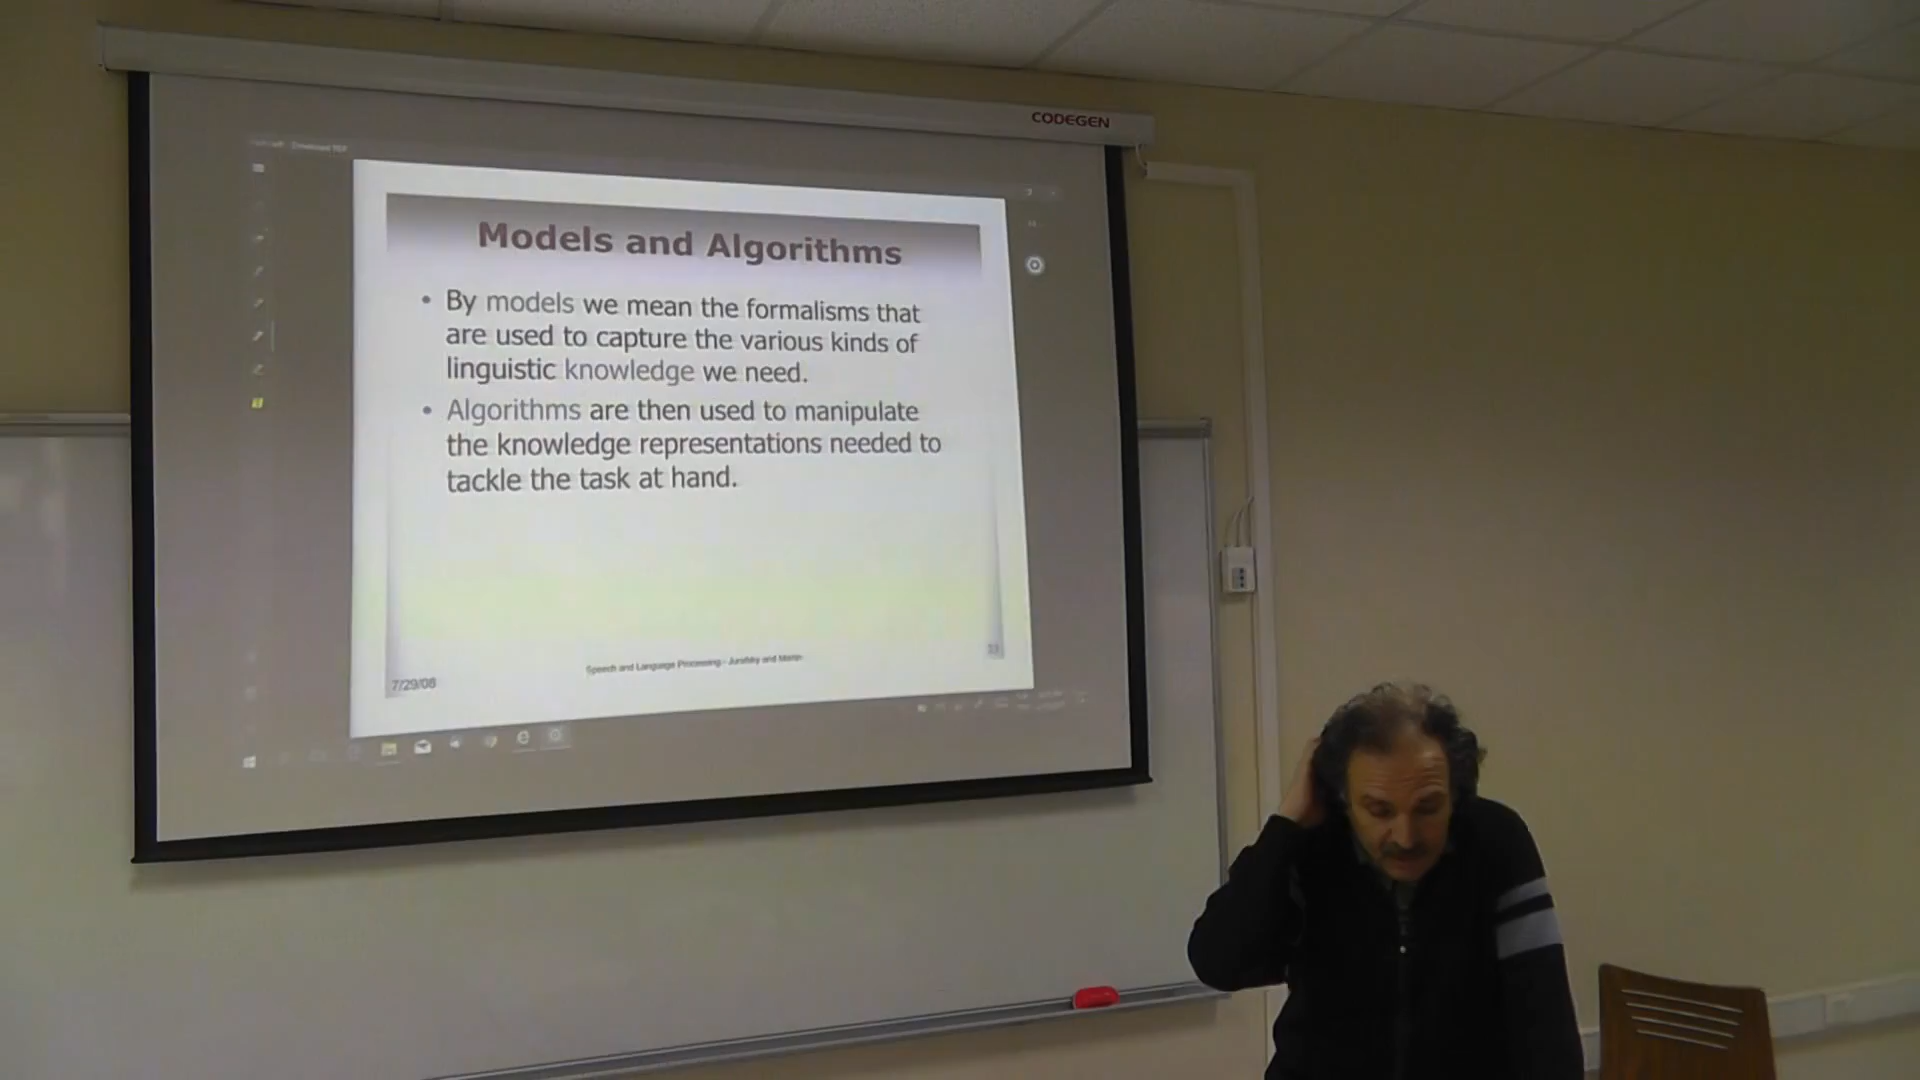 CODEGEN
Models and Algorithms
• By models we mean the formalisms that
are used to capture the various kinds of
linguistic knowledge we need.
• Algorithms are then used to manipulate
the knowledge representations needed to
tackle the task at hand.
Speech and Language Processing - Jurafsky and Martin
7/29/08